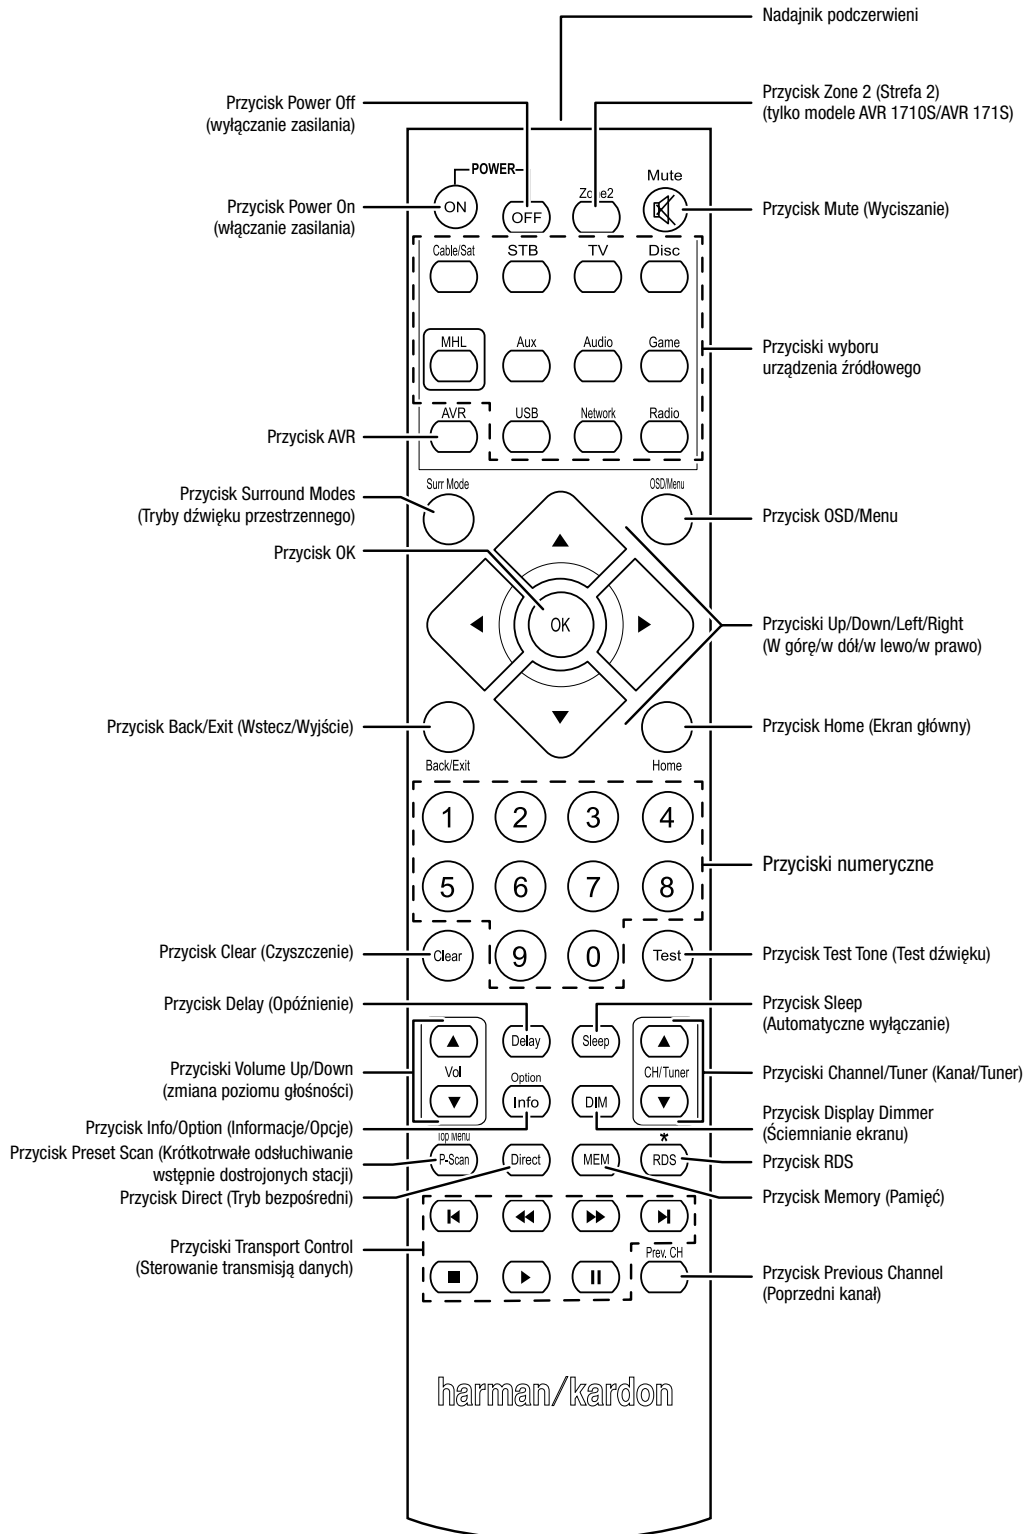 Nadajnik podczerwieni
Przycisk Zone 2 (Strefa 2)
(tylko modele AVR 1710S/AVR 171S)
Przycisk Power Off
(wyłączanie zasilania)
POWER
Mute
Zone2
ON
OFF
Przycisk Power On
(włączanie zasilania)
Przycisk Mute (Wyciszanie)
Cable/Sat
STB
TV
Disc
MHL
Aux
Audio
Game
Przyciski wyboru
urządzenia źródłowego
AVR
USB
Network
Radio
Przycisk AVR
Surr Mode
OSD/Menu
Przycisk Surround Modes
(Tryby dźwięku przestrzennego)
Przycisk OSD/Menu
Przycisk OK
OK
Przyciski Up/Down/Left/Right
(W górę/w dół/w lewo/w prawo)
Przycisk Back/Exit (Wstecz/Wyjście)
Przycisk Home (Ekran główny)
Back/Exit
Home
1 2 3 4
5 6 7 8
Przyciski numeryczne
Przycisk Clear (Czyszczenie)
Clear
9 0
Test
Przycisk Test Tone (Test dźwięku)
Przycisk Delay (Opóźnienie)
Przycisk Sleep
(Automatyczne wyłączanie)
Delay
Sleep
Vol
CH/Tuner
Przyciski Volume Up/Down
(zmiana poziomu głośności)
Przyciski Channel/Tuner (Kanał/Tuner)
Option
Info
DIM
Przycisk Info/Option (Informacje/Opcje)
Przycisk Display Dimmer
(Ściemnianie ekranu)
Top Menu
*
P-Scan
Direct
MEM
RDS
Przycisk Preset Scan (Krótkotrwałe odsłuchiwanie
wstępnie dostrojonych stacji)
Przycisk RDS
Przycisk Direct (Tryb bezpośredni)
Przycisk Memory (Pamięć)
Przyciski Transport Control
(Sterowanie transmisją danych)
Prev. CH
Przycisk Previous Channel
(Poprzedni kanał)
harman/kardon